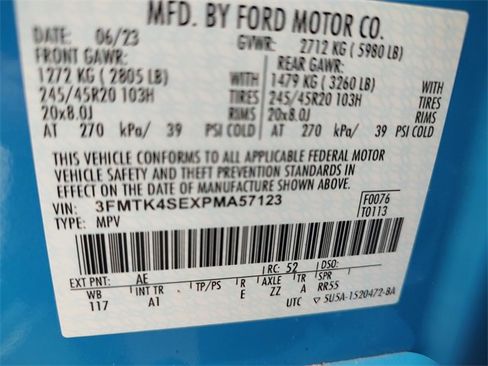 MFD. BY FORD MOTOR CO.
DATE: 06/23 GVWR: 2712 KG ( 5980 LB)
FRONT GAWR: REAR GAWR:
1272 KG ( 2805 LB) WITH 1479 KG ( 3260 LB) WITH
245/45R20 103H TIRES 245/45R20 103H TIRES
20x8.0J RIMS 20x8.0J RIMS
AT 270 kPa/ 39 PSI COLD AT 270 kPa/ 39 PSI COLD
THIS VEHICLE CONFORMS TO ALL APPLICABLE FEDERAL MOTOR
VEHICLE SAFETY AND THEFT PREVENTION STANDARDS IN
EFFECT ON THE DATE OF MANUFACTURE SHOWN ABOVE.
VIN: 3FMTK4SEXPMA57123 F0076
TYPE: MPV T0113
EXT PNT: AE RC: 52 DSO:
WB INT TR TP/PS R AXLE TR SPR
117 A1 E ZZ A RR55
UTC 5U5A-1520472-BA